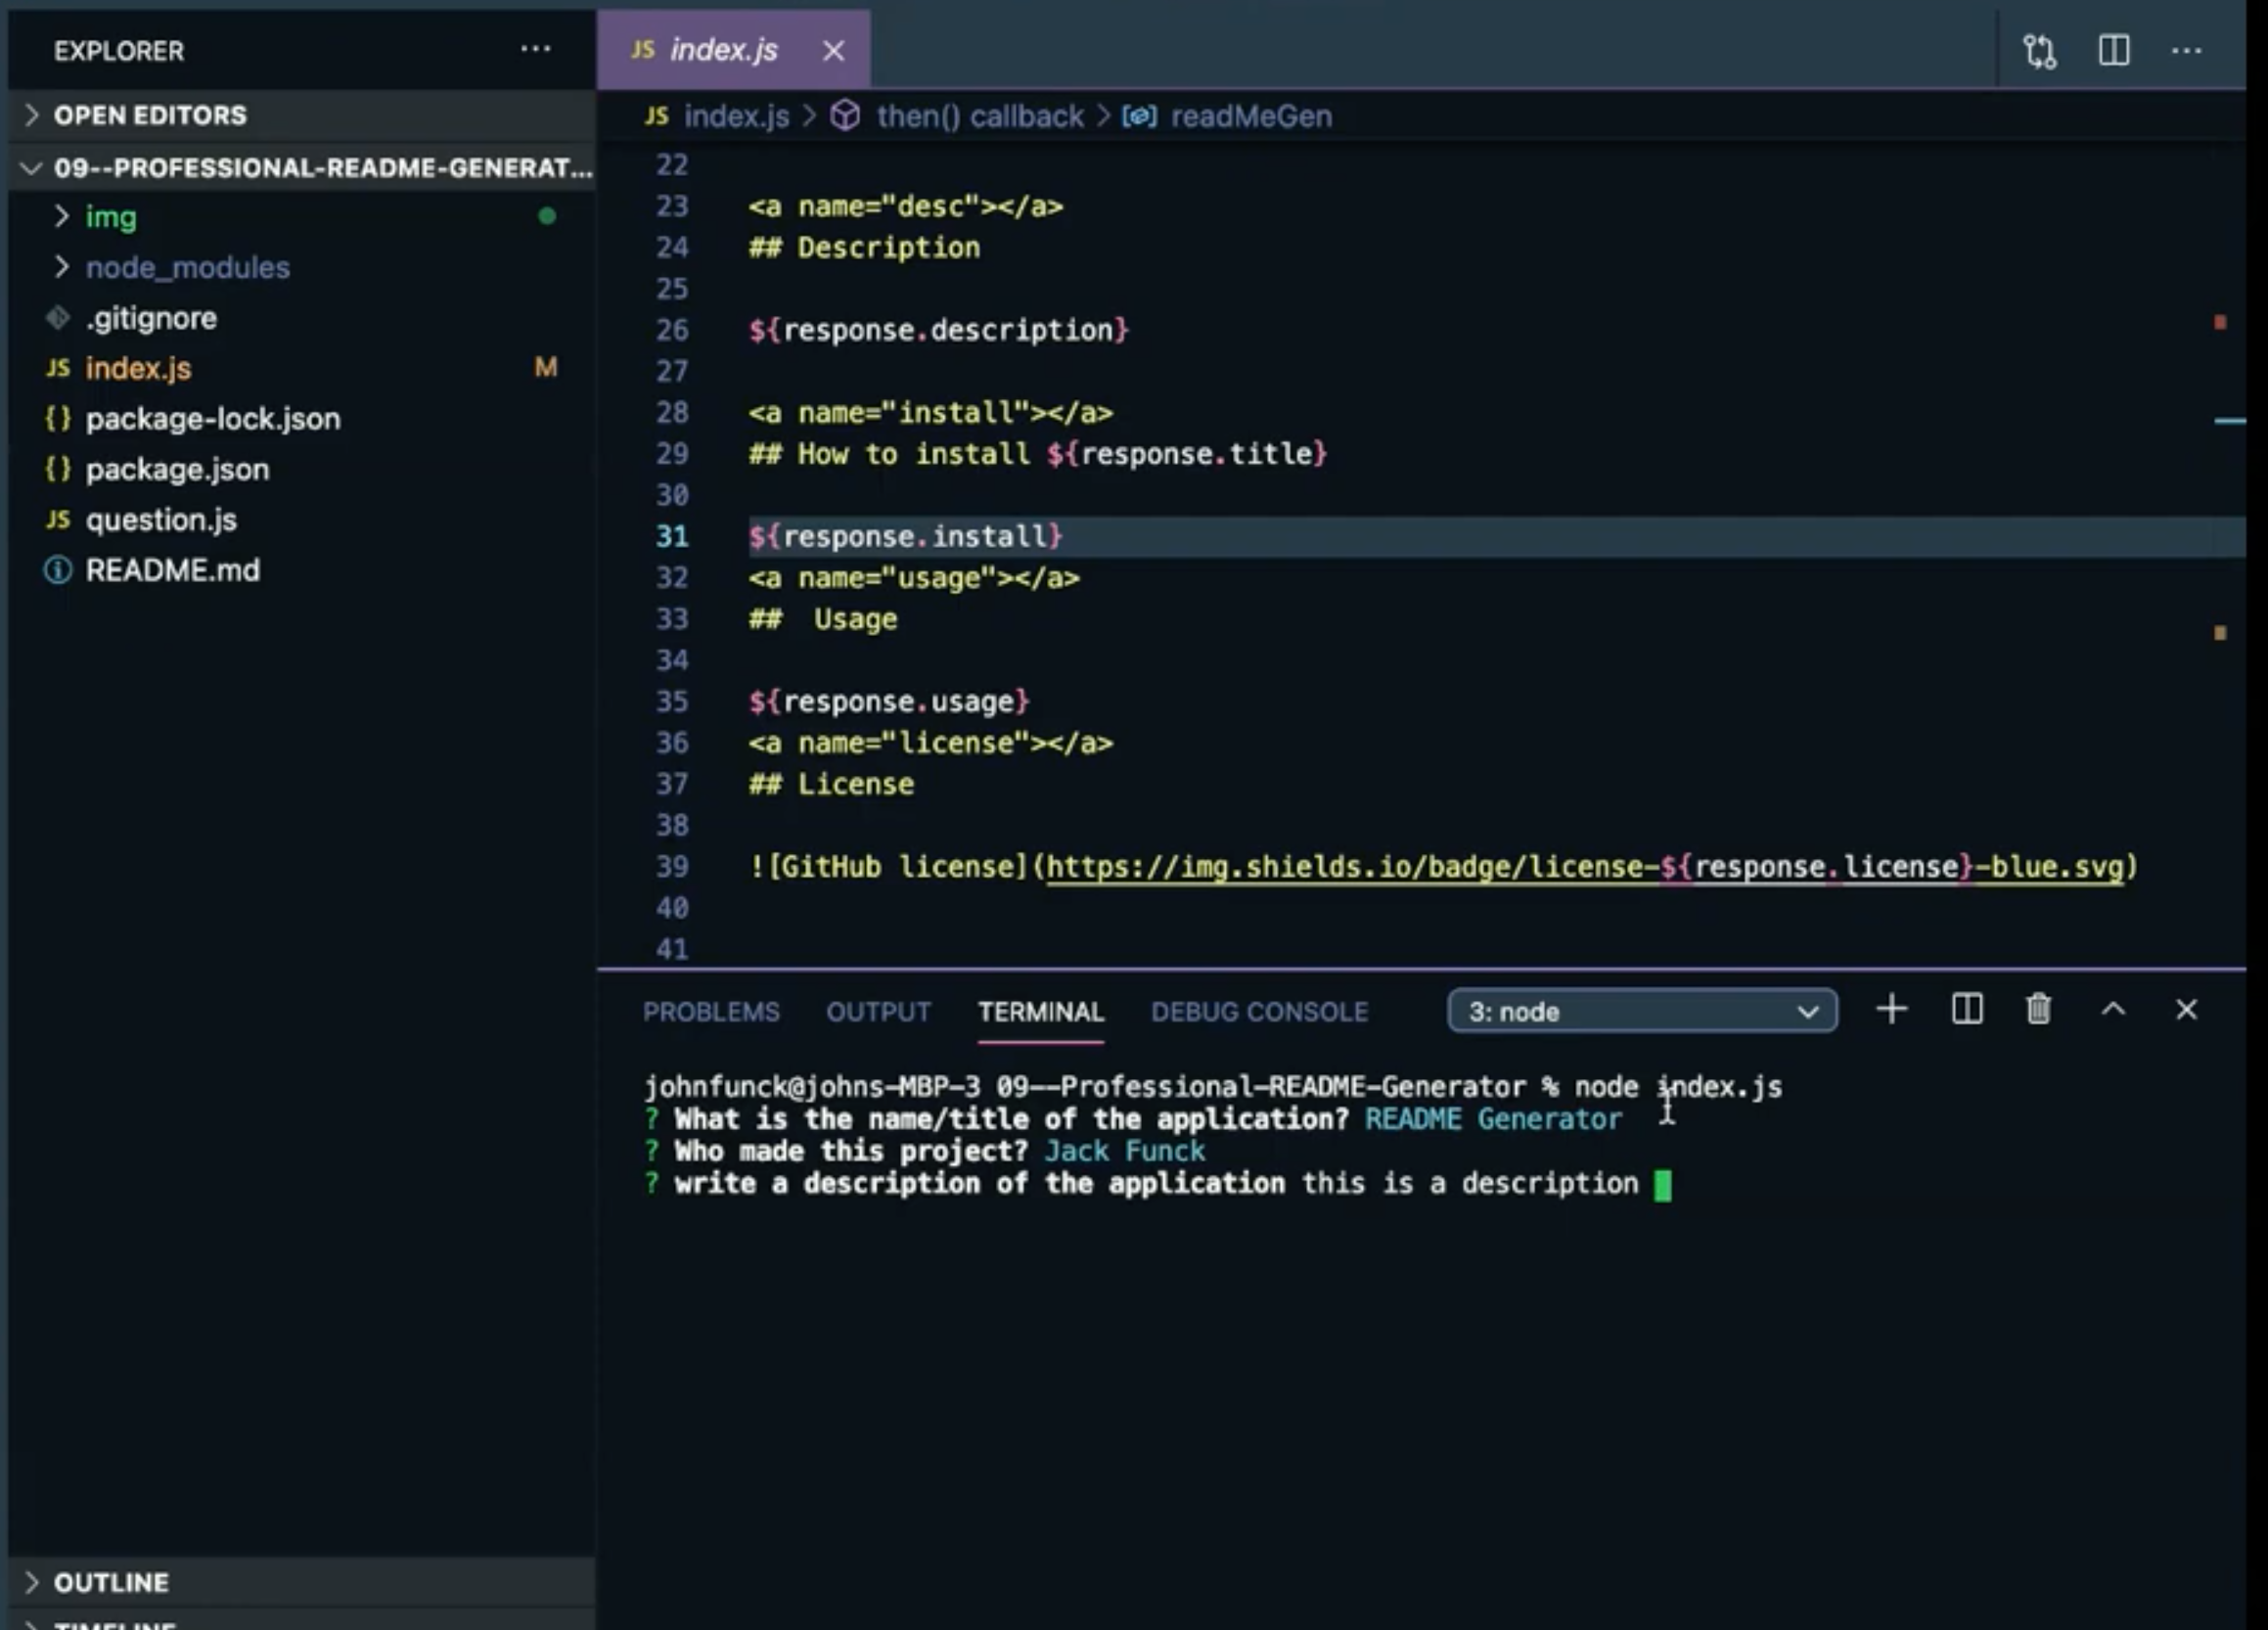 EXPLORER ···
OPEN EDITORS
09--PROFESSIONAL-README-GENERAT...
img
node_modules
.gitignore
JS index.js M
{} package-lock.json
{} package.json
JS question.js
README.md
OUTLINE
TIMELINE
JS index.js
JS index.js > then() callback > readMeGen
22
23 <a name="desc"></a>
24 ## Description
25
26 ${response.description}
27
28 <a name="install"></a>
29 ## How to install ${response.title}
30
31 ${response.install}
32 <a name="usage"></a>
33 ##  Usage
34
35 ${response.usage}
36 <a name="license"></a>
37 ## License
38
39 ![GitHub license](https://img.shields.io/badge/license-${response.license}-blue.svg)
40
41
PROBLEMS OUTPUT TERMINAL DEBUG CONSOLE 3: node
johnfunck@johns-MBP-3 09--Professional-README-Generator % node index.js
? What is the name/title of the application? README Generator
? Who made this project? Jack Funck
? write a description of the application this is a description